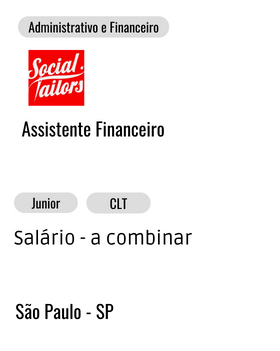 Administrativo e Financeiro
Social
Tailors
Assistente Financeiro
Junior
CLT
Salário - a combinar
São Paulo - SP